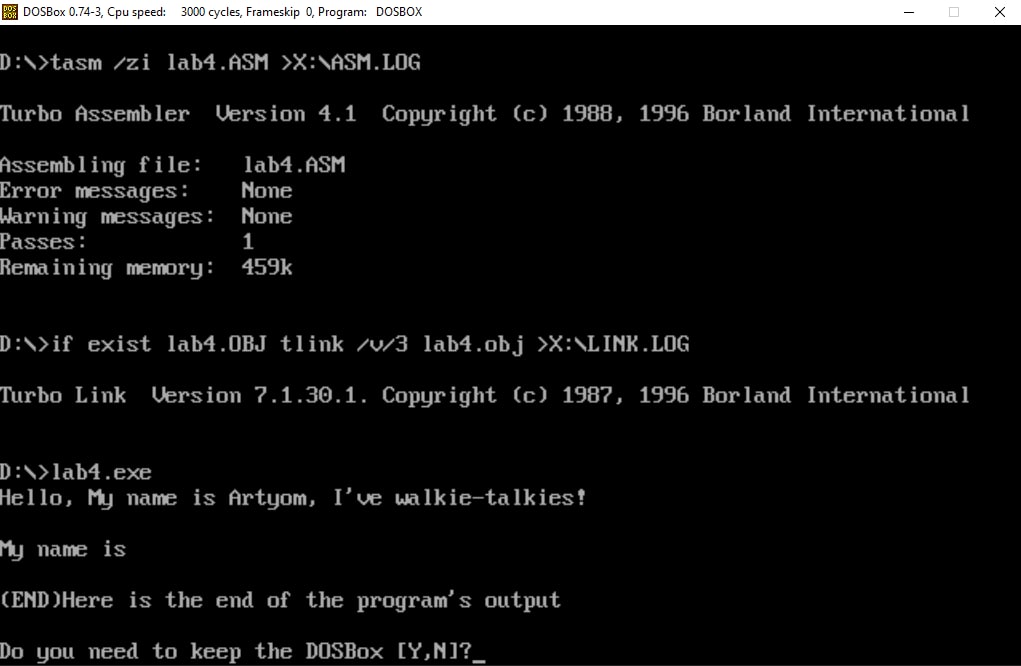 DOS
BOX
DOSBox 0.74-3, Cpu speed: 3000 cycles, Frameskip 0, Program: DOSBOX
D:\>tasm /zi lab4.ASM >X:\ASM.LOG
Turbo Assembler Version 4.1 Copyright (c) 1988, 1996 Borland International
Assembling file: lab4.ASM
Error messages: None
Warning messages: None
Passes: 1
Remaining memory: 459k
D:\>if exist lab4.OBJ tlink /v/3 lab4.obj >X:\LINK.LOG
Turbo Link Version 7.1.30.1. Copyright (c) 1987, 1996 Borland International
D:\>lab4.exe
Hello, My name is Artyom, I've walkie-talkies!
My name is
(END)Here is the end of the program's output
Do you need to keep the DOSBox [Y,N]?_